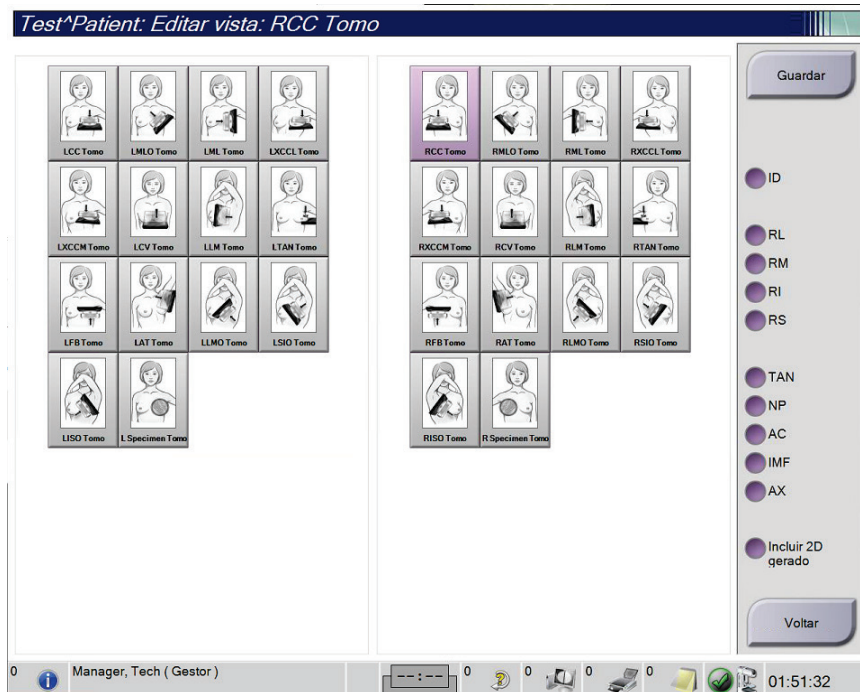 Test^Patient: Editar vista: RCC Tomo
LCC Tomo
LMLO Tomo
LML Tomo
LXCCL Tomo
LXCCM Tomo
LCV Tomo
LLM Tomo
LTAN Tomo
LFB Tomo
LAT Tomo
LLMO Tomo
LSIO Tomo
LISO Tomo
L Specimen Tomo
RCC Tomo
RMLO Tomo
RML Tomo
RXCCL Tomo
RXCCM Tomo
RCV Tomo
RLM Tomo
RTAN Tomo
RFB Tomo
RAT Tomo
RLMO Tomo
RSIO Tomo
RISO Tomo
R Specimen Tomo
Guardar
ID
RL
RM
RI
RS
TAN
NP
AC
IMF
AX
Incluir 2D
gerado
Voltar
0
Manager, Tech ( Gestor )
--:--
0
0
0
0
01:51:32